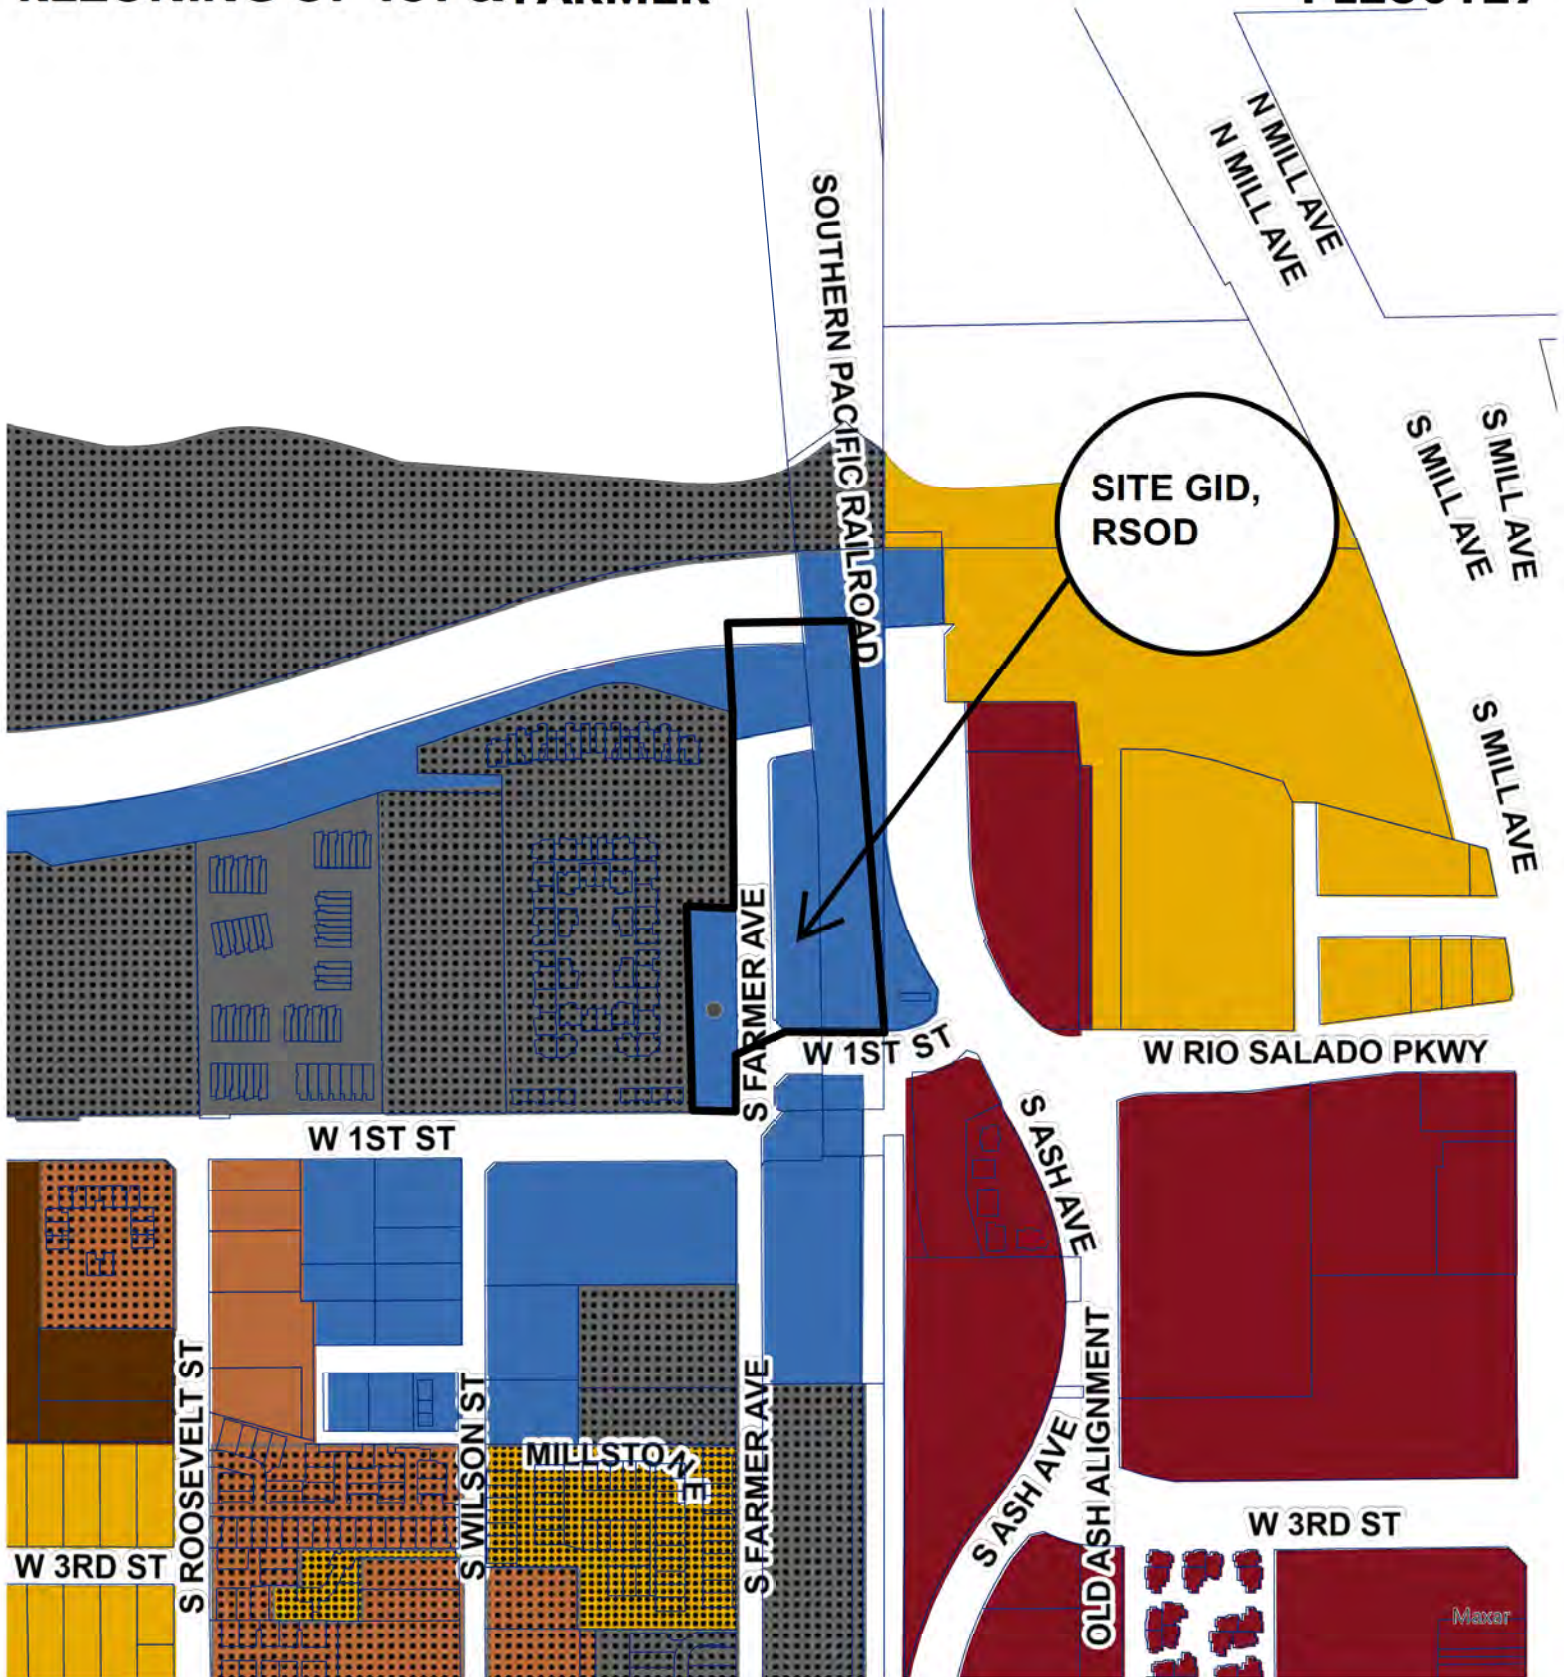 & FARMER
N MILL AVE
N MILL AVE
SOUTHERN PACIFIC RAILROAD
S MILL AVE
S MILL AVE
SITE GID,
RSOD
S MILL AVE
S FARMER AVE
W 1ST ST
W RIO SALADO PKWY
W 1ST ST
S ASH AVE
S ROOSEVELT ST
S WILSON ST
MILLSTONE
S FARMER AVE
S ASH AVE
OLD ASH ALIGNMENT
W 3RD ST
W 3RD ST
Maxar